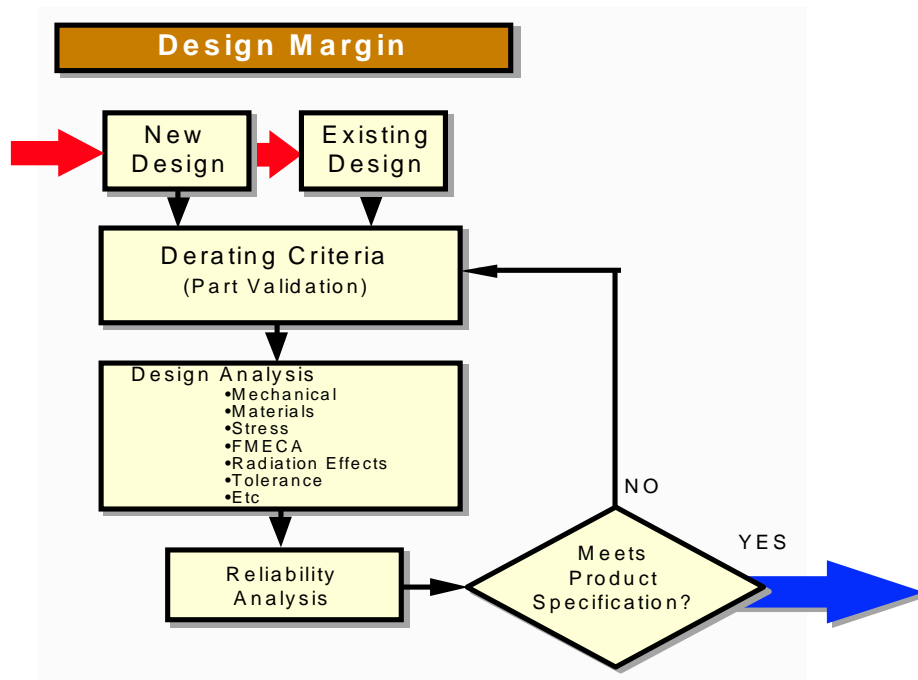 Design Margin
New
Design
Existing
Design
Derating Criteria
(Part Validation)
Design Analysis
•Mechanical
•Materials
•Stress
•FMECA
•Radiation Effects
•Tolerance
•Etc
Reliability
Analysis
Meets
Product
Specification?
NO
YES